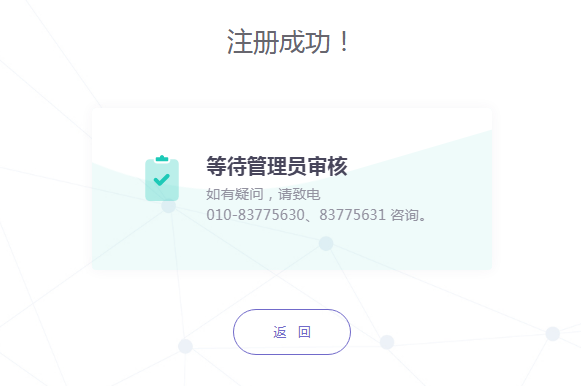 注册成功！
等待管理员审核
如有疑问，请致电
010-83775630、83775631 咨询。
返 回